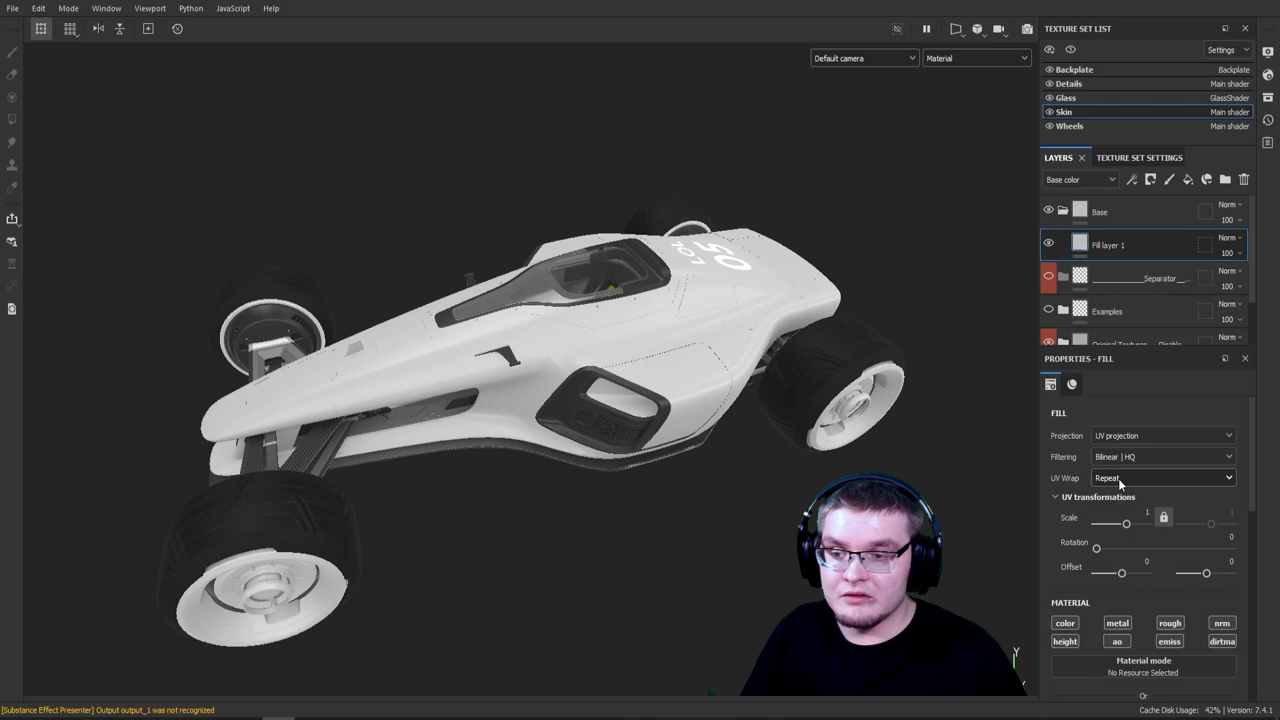 File Edit Mode Window Viewport Python JavaScript Help
Default camera
Material
TEXTURE SET LIST
Settings
Backplate Backplate
Details Main shader
Glass GlassShader
Skin Main shader
Wheels Main shader
LAYERS
TEXTURE SET SETTINGS
Base color
Base Norm 100
Fill layer 1 Norm 100
__________Separator__... Norm 100
Examples Norm 100
Norm
PROPERTIES - FILL
FILL
Projection UV projection
Filtering Bilinear | HQ
UV Wrap Repeat
UV transformations
Scale 1 1
Rotation 0
Offset 0 0
MATERIAL
color metal rough nrm
height ao emiss dirtma
Material mode
No Resource Selected
Or
05
LOL
Y
[Substance Effect Presenter] Output output_1 was not recognized
Cache Disk Usage: 42% | Version: 7.4.1